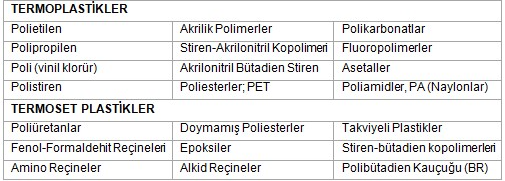 TERMOPLASTİKLER
Polietilen Akrilik Polimerler Polikarbonatlar
Polipropilen Stiren-Akrilonitril Kopolimeri Fluoropolimerler
Poli (vinil klorür) Akrilonitril Bütadien Stiren Asetaller
Polistiren Poliesterler; PET Poliamidler, PA (Naylonlar)
TERMOSET PLASTİKLER
Poliüretanlar Doymamış Poliesterler Takviyeli Plastikler
Fenol-Formaldehit Reçineleri Epoksiler Stiren-bütadien kopolimerleri
Amino Reçineler Alkid Reçineler Polibütadien Kauçuğu (BR)